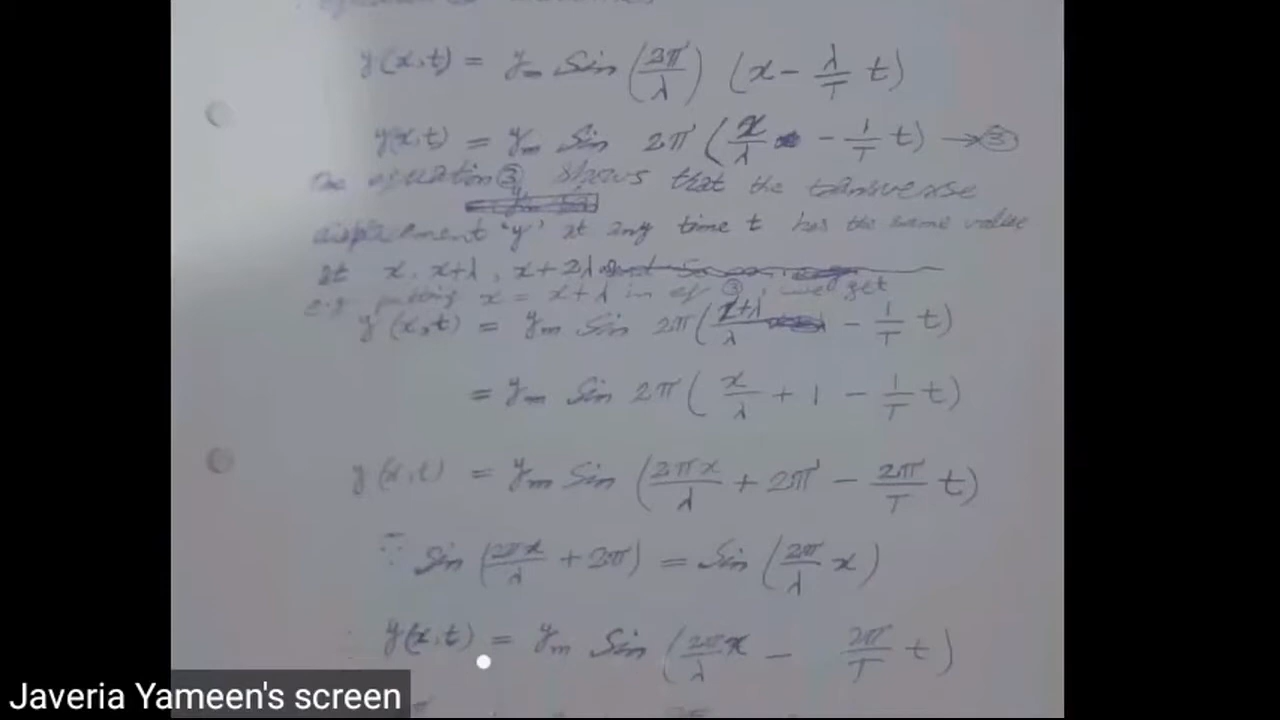 y(x,t) = yₘ Sin (2π/λ) (x - λ/T t)
y(x,t) = yₘ Sin 2π (x/λ - 1/T t) → ③
The equation ③ shows that the transverse
displacement 'y' at any time t has the same value
at x, x+λ, x+2λ
e.g. putting x = x+λ in eq ③, we get
y (x,t) = yₘ Sin 2π ((x+λ)/λ - 1/T t)
= yₘ Sin 2π (x/λ + 1 - 1/T t)
y (x,t) = yₘ Sin (2πx/λ + 2π - 2π/T t)
∵ Sin (2πx/λ + 2π) = Sin (2π/λ x)
y(x,t) = yₘ Sin (2π/λ x - 2π/T t)
Javeria Yameen's screen